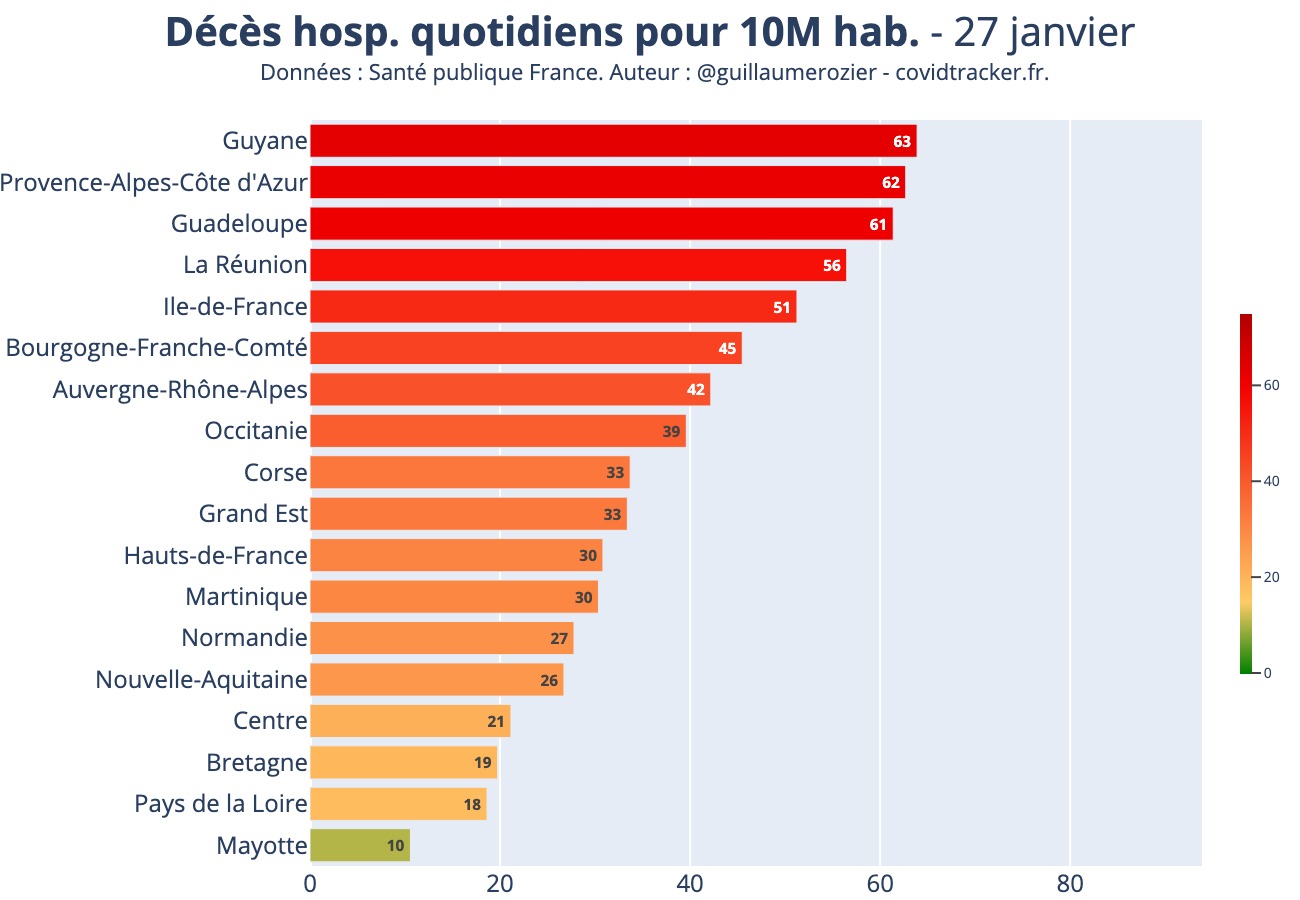 Décès hosp. quotidiens pour 10M hab. - 27 janvier
Données : Santé publique France. Auteur : @guillaumerozier - covidtracker.fr.
Guyane 63
Provence-Alpes-Côte d'Azur 62
Guadeloupe 61
La Réunion 56
Ile-de-France 51
Bourgogne-Franche-Comté 45
Auvergne-Rhône-Alpes 42
Occitanie 39
Corse 33
Grand Est 33
Hauts-de-France 30
Martinique 30
Normandie 27
Nouvelle-Aquitaine 26
Centre 21
Bretagne 19
Pays de la Loire 18
Mayotte 10
0 20 40 60 80
60
40
20
0